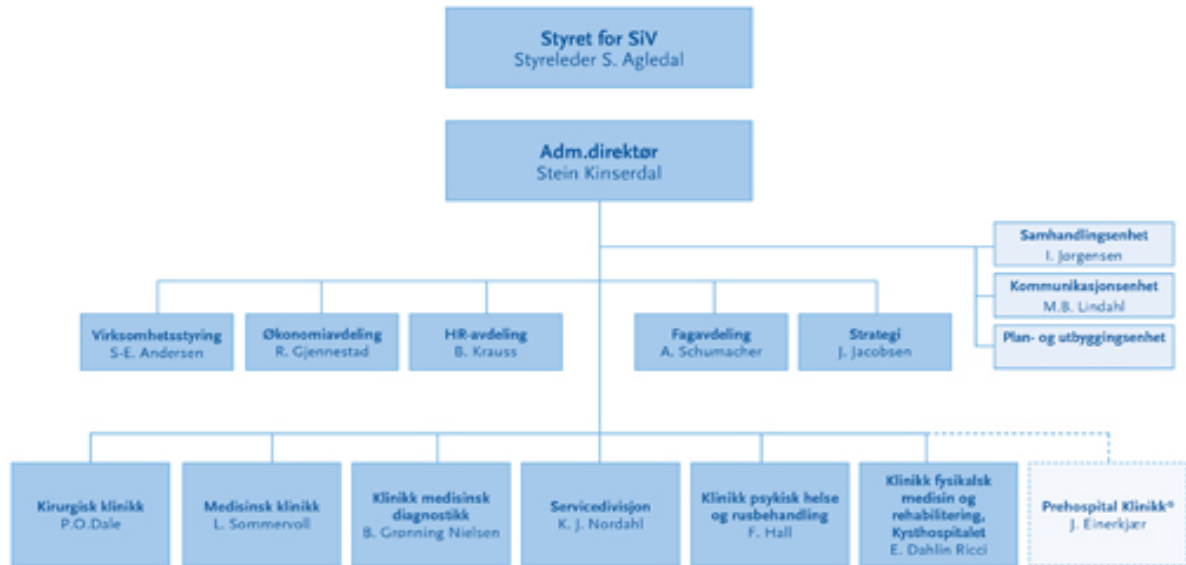 Styret for SiV
Styreleder S. Agledal
Adm.direktør
Stein Kinserdal
Samhandlingsenhet
I. Jørgensen
Kommunikasjonsenhet
M.B. Lindahl
Plan- og utbyggingsenhet
Virksomhetsstyring
S-E. Andersen
Økonomiavdeling
R. Gjennestad
HR-avdeling
B. Krauss
Fagavdeling
A. Schumacher
Strategi
J. Jacobsen
Kirurgisk klinikk
P.O.Dale
Medisinsk klinikk
L. Sommervoll
Klinikk medisinsk
diagnostikk
B. Grønning Nielsen
Servicedivisjon
K. J. Nordahl
Klinikk psykisk helse
og rusbehandling
F. Hall
Klinikk fysikalsk
medisin og
rehabilitering,
Kysthospitalet
E. Dahlin Ricci
Prehospital Klinikk*
J. Einerkjær